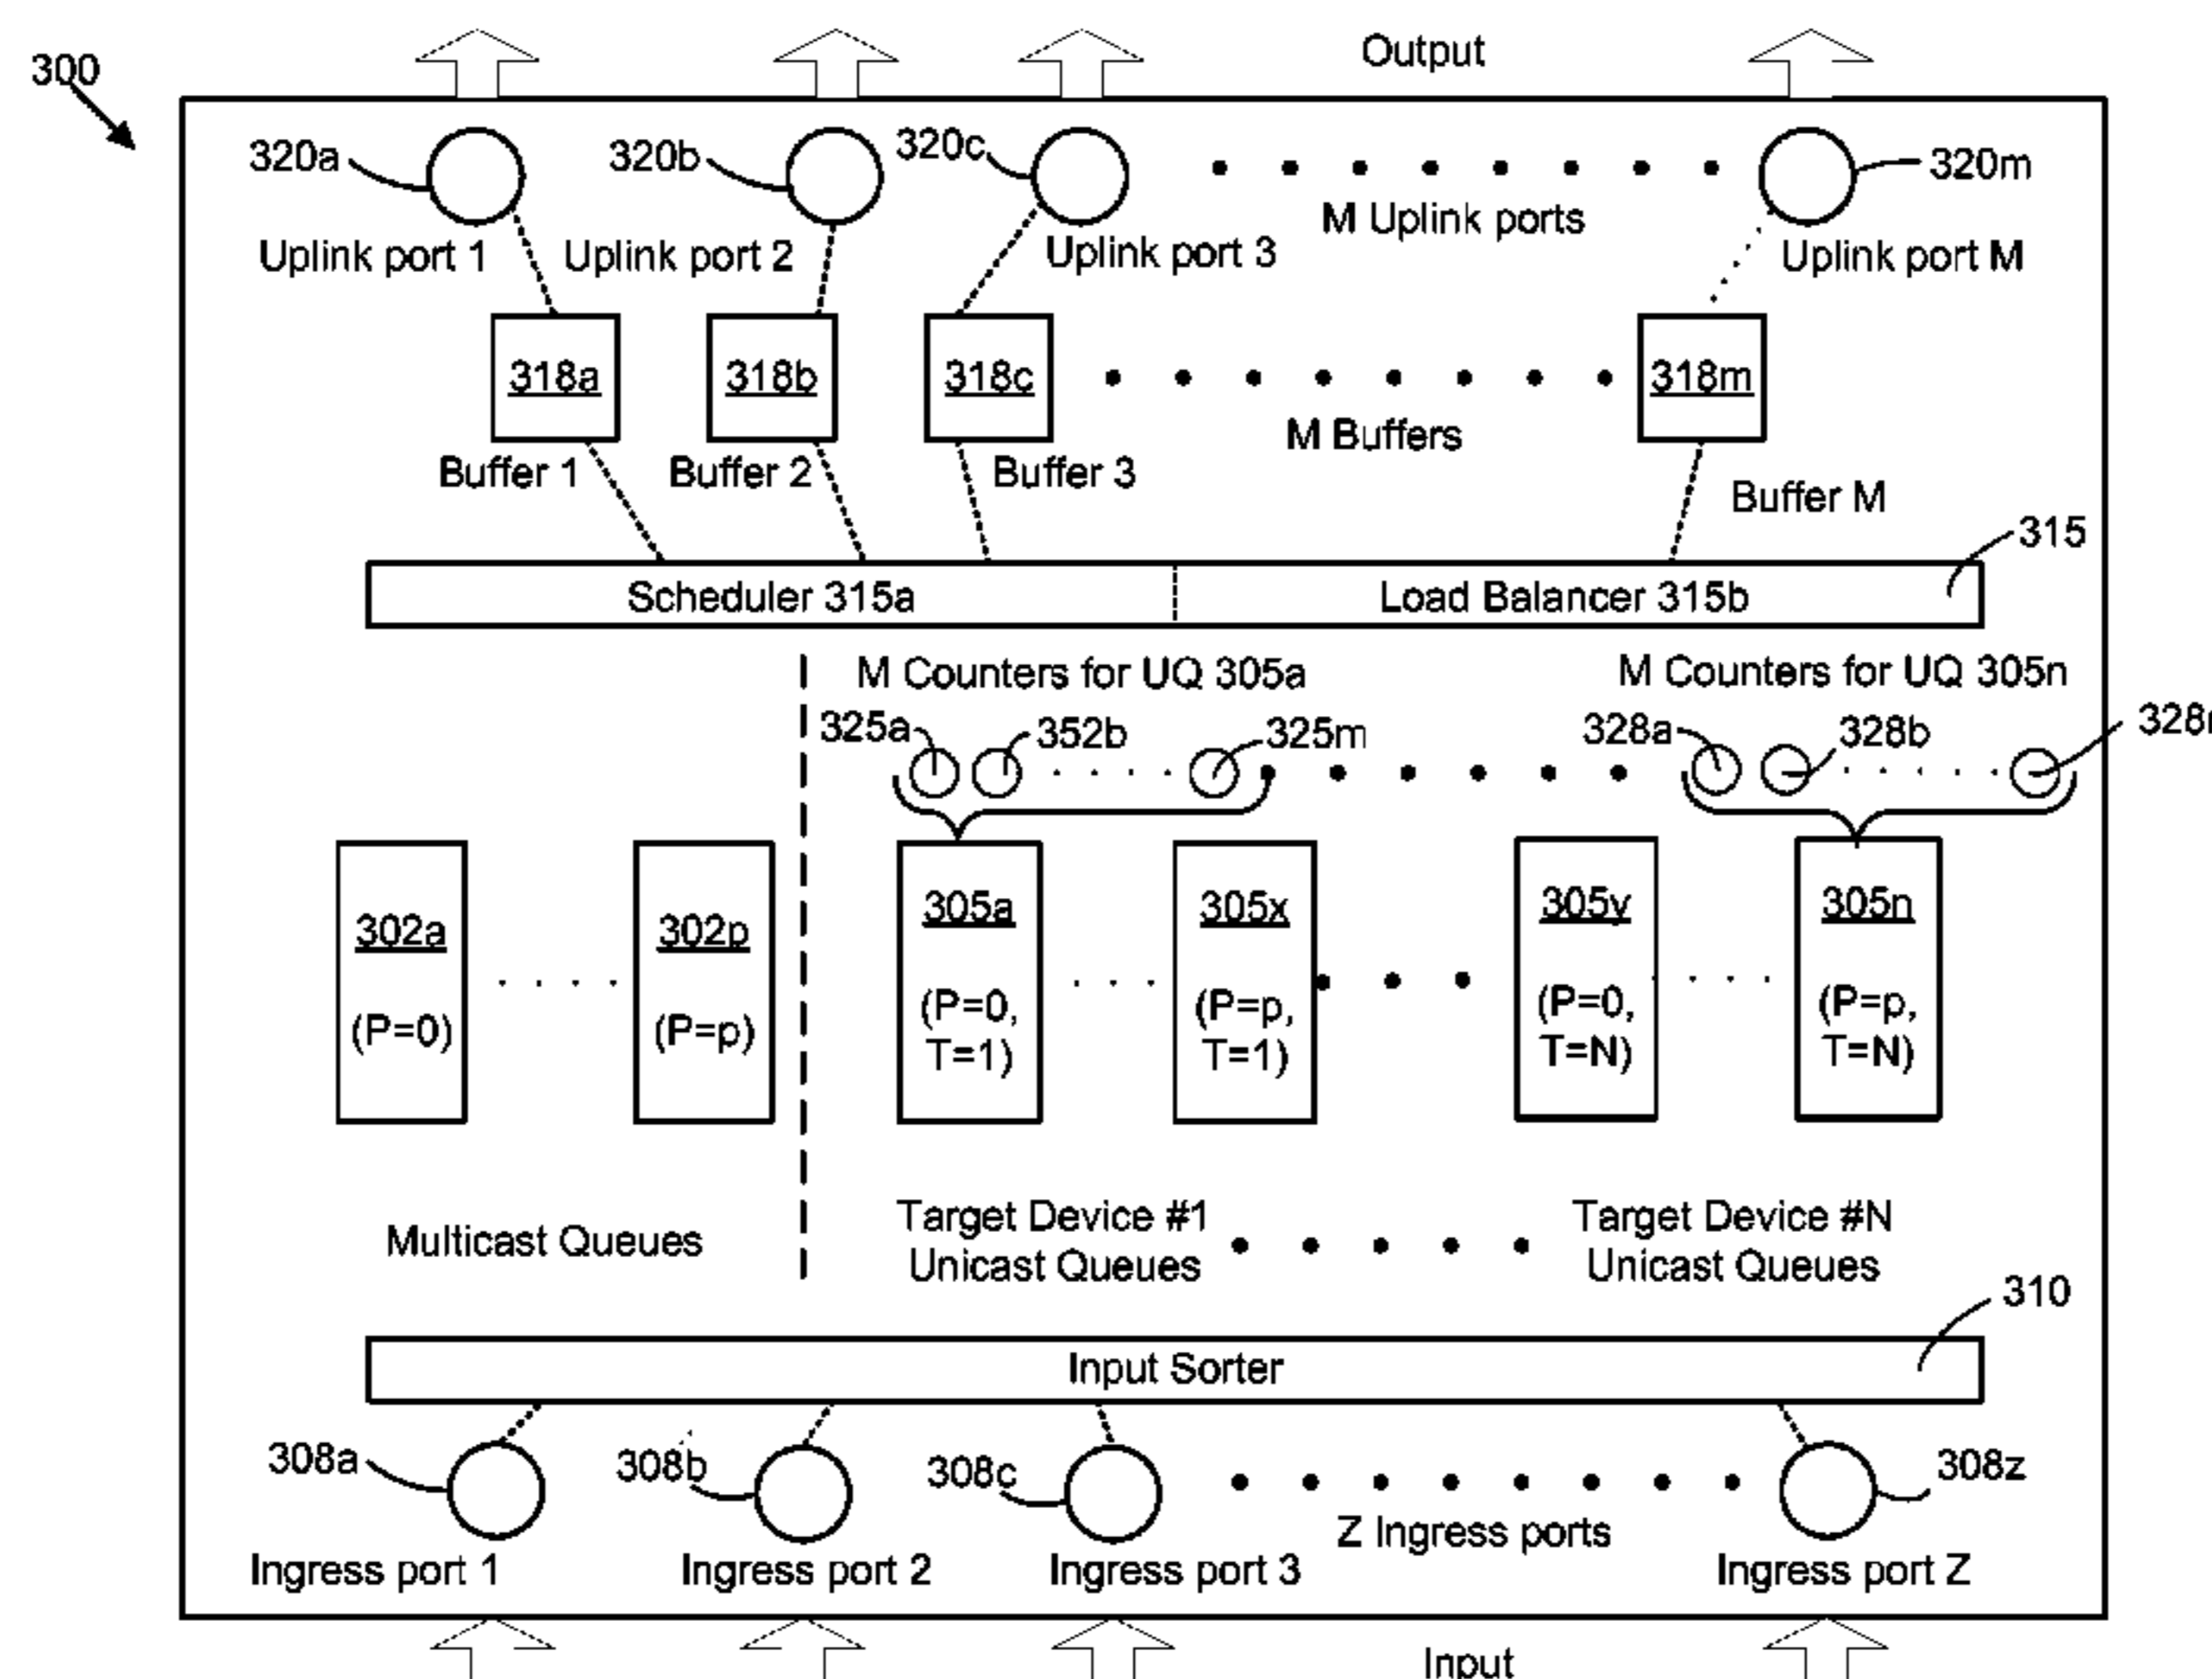 Output
300
320a
320b
320c
320m
M Uplink ports
Uplink port 1
Uplink port 2
Uplink port 3
Uplink port M
318a
318b
318c
318m
M Buffers
Buffer 1
Buffer 2
Buffer 3
Buffer M
315
Scheduler 315a
Load Balancer 315b
M Counters for UQ 305a
M Counters for UQ 305n
325a
352b
325m
328a
328b
302a
(P=0)
302p
(P=p)
305a
(P=0,
T=1)
305x
(P=p,
T=1)
305y
(P=0,
T=N)
305n
(P=p,
T=N)
Multicast Queues
Target Device #1
Unicast Queues
Target Device #N
Unicast Queues
310
Input Sorter
308a
308b
308c
308z
Z Ingress ports
Ingress port 1
Ingress port 2
Ingress port 3
Ingress port Z
Input